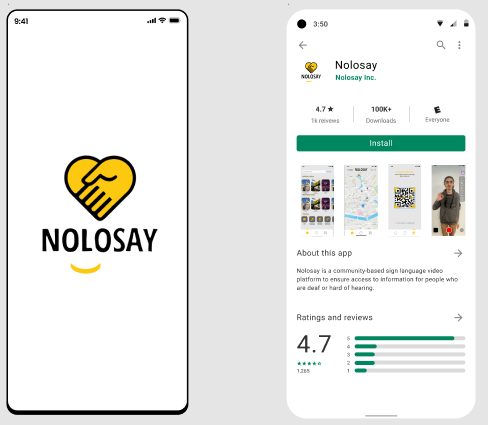 9:41
NOLOSAY
3:50
NOLOSAY
Nolosay
Nolosay Inc.
4.7 ★
1k reivews
100K+
Downloads
E
Everyone
Install
NOLOSAY
About this app
Nolosay is a community-based sign language video
platform to ensure access to information for people who
are deaf or hard of hearing.
Ratings and reviews
4.7
1,265
5
4
3
2
1